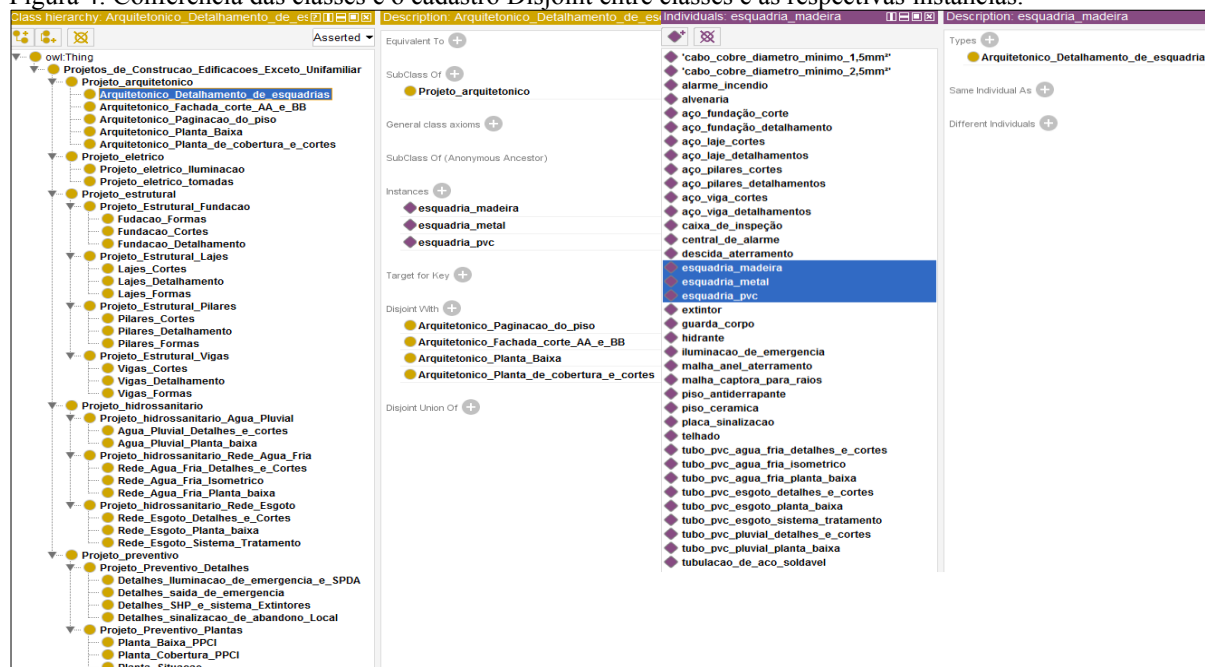 Figura 4: Conferência das classes e o cadastro Disjoint entre classes e as respectivas instâncias.
Class hierarchy: Arquitetonico_Detalhamento_de_es
Asserted
owl:Thing
Projetos_de_Construcao_Edificacoes_Exceto_Unifamiliar
Projeto_arquitetonico
Arquitetonico_Detalhamento_de_esquadrias
Arquitetonico_Fachada_corte_AA_e_BB
Arquitetonico_Paginacao_do_piso
Arquitetonico_Planta_Baixa
Arquitetonico_Planta_de_cobertura_e_cortes
Projeto_eletrico
Projeto_eletrico_Iluminacao
Projeto_eletrico_tomadas
Projeto_estrutural
Projeto_Estrutural_Fundacao
Fudacao_Formas
Fundacao_Cortes
Fundacao_Detalhamento
Projeto_Estrutural_Lajes
Lajes_Cortes
Lajes_Detalhamento
Lajes_Formas
Projeto_Estrutural_Pilares
Pilares_Cortes
Pilares_Detalhamento
Pilares_Formas
Projeto_Estrutural_Vigas
Vigas_Cortes
Vigas_Detalhamento
Vigas_Formas
Projeto_hidrossanitario
Projeto_hidrossanitario_Agua_Pluvial
Agua_Pluvial_Detalhes_e_cortes
Agua_Pluvial_Planta_baixa
Projeto_hidrossanitario_Rede_Agua_Fria
Rede_Agua_Fria_Detalhes_e_Cortes
Rede_Agua_Fria_Isometrico
Rede_Agua_Fria_Planta_baixa
Projeto_hidrossanitario_Rede_Esgoto
Rede_Esgoto_Detalhes_e_Cortes
Rede_Esgoto_Planta_baixa
Rede_Esgoto_Sistema_Tratamento
Projeto_preventivo
Projeto_Preventivo_Detalhes
Detalhes_Iluminacao_de_emergencia_e_SPDA
Detalhes_saida_de_emergencia
Detalhes_SHP_e_sistema_Extintores
Detalhes_sinalizacao_de_abandono_Local
Projeto_Preventivo_Plantas
Planta_Baixa_PPCI
Planta_Cobertura_PPCI
Planta_Situacao
Description: Arquitetonico_Detalhamento_de_es
Equivalent To
SubClass Of
Projeto_arquitetonico
General class axioms
SubClass Of (Anonymous Ancestor)
Instances
esquadria_madeira
esquadria_metal
esquadria_pvc
Target for Key
Disjoint With
Arquitetonico_Paginacao_do_piso
Arquitetonico_Fachada_corte_AA_e_BB
Arquitetonico_Planta_Baixa
Arquitetonico_Planta_de_cobertura_e_cortes
Disjoint Union Of
Individuals: esquadria_madeira
'cabo_cobre_diametro_minimo_1,5mm²'
'cabo_cobre_diametro_minimo_2,5mm²'
alarme_incendio
alvenaria
aço_fundação_corte
aço_fundação_detalhamento
aço_laje_cortes
aço_laje_detalhamentos
aço_pilares_cortes
aço_pilares_detalhamentos
aço_viga_cortes
aço_viga_detalhamentos
caixa_de_inspeção
central_de_alarme
descida_aterramento
esquadria_madeira
esquadria_metal
esquadria_pvc
extintor
guarda_corpo
hidrante
iluminacao_de_emergencia
malha_anel_aterramento
malha_captora_para_raios
piso_antiderrapante
piso_ceramica
placa_sinalizacao
telhado
tubo_pvc_agua_fria_detalhes_e_cortes
tubo_pvc_agua_fria_isometrico
tubo_pvc_agua_fria_planta_baixa
tubo_pvc_esgoto_detalhes_e_cortes
tubo_pvc_esgoto_planta_baixa
tubo_pvc_esgoto_sistema_tratamento
tubo_pvc_pluvial_detalhes_e_cortes
tubo_pvc_pluvial_planta_baixa
tubulacao_de_aco_soldavel
Description: esquadria_madeira
Types
Arquitetonico_Detalhamento_de_esquadria
Same Individual As
Different Individuals